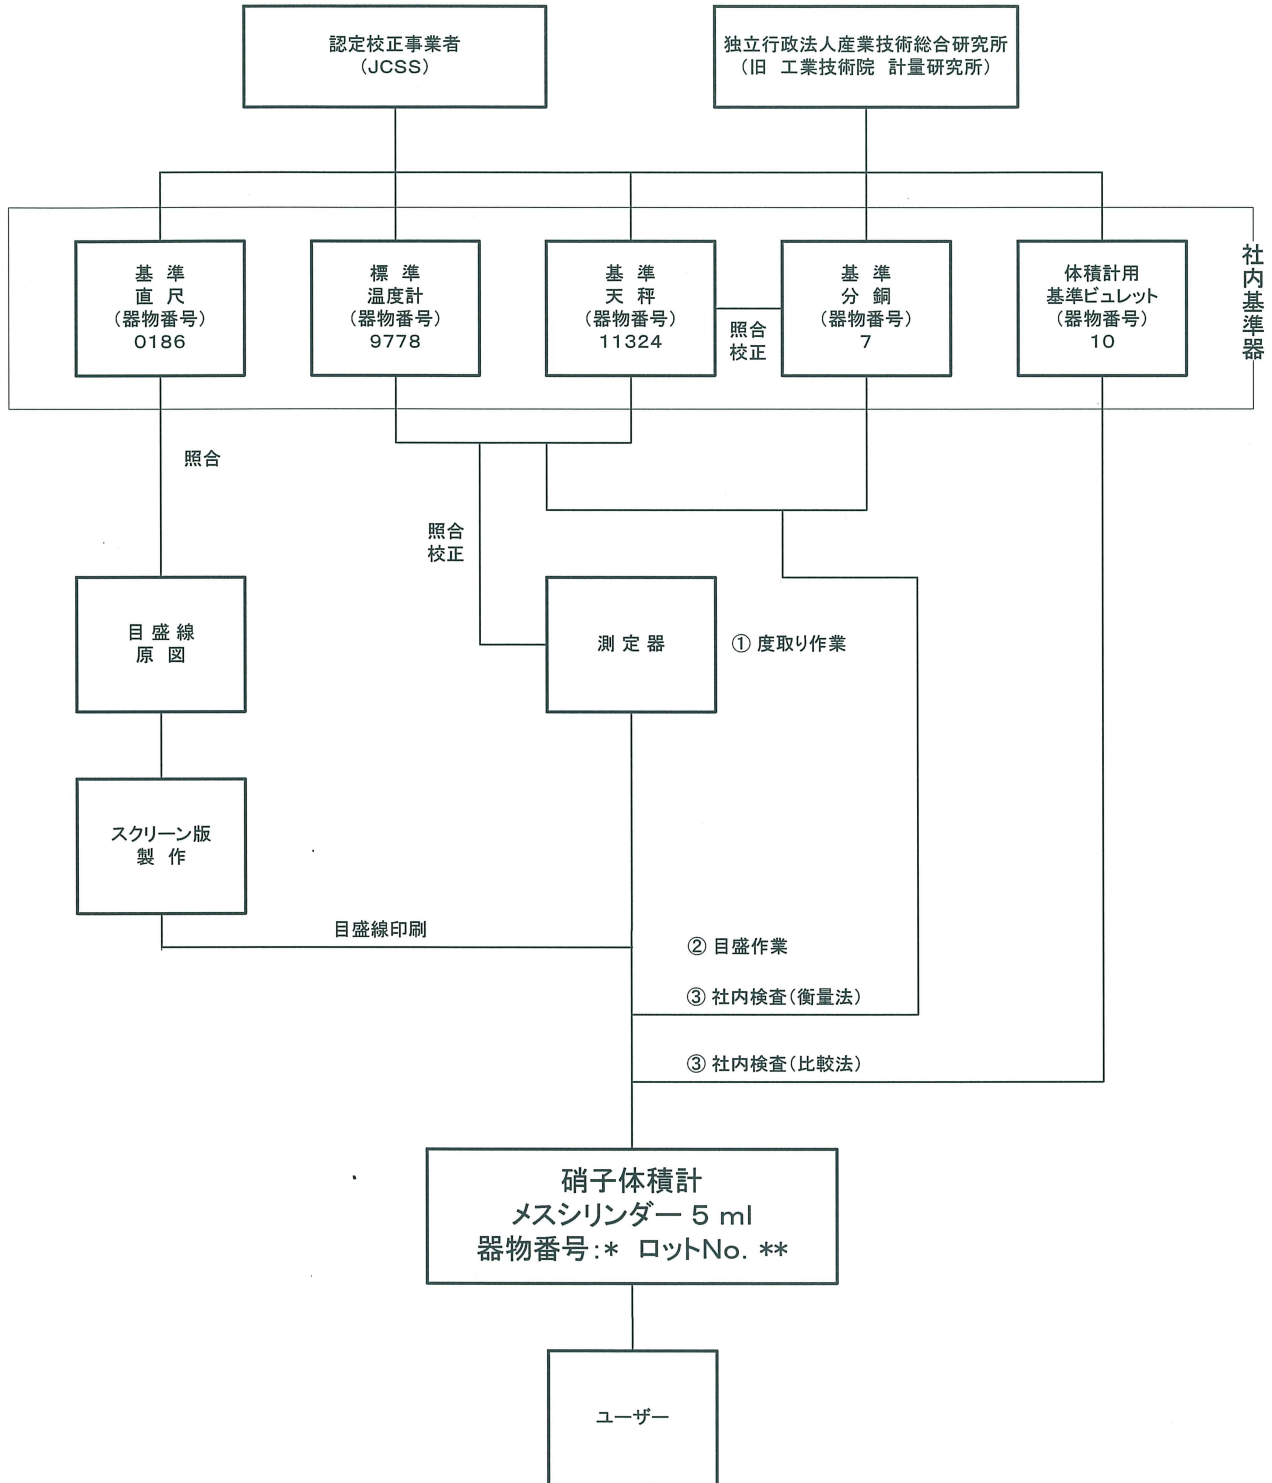 認定校正事業者
(JCSS)
独立行政法人産業技術総合研究所
(旧 工業技術院 計量研究所)
社内基準器
基 準
直 尺
(器物番号)
0186
標 準
温度計
(器物番号)
9778
基 準
天 秤
(器物番号)
11324
照合
校正
基 準
分 銅
(器物番号)
7
体積計用
基準ビュレット
(器物番号)
10
照合
照合
校正
目 盛 線
原 図
測 定 器
① 度取り作業
スクリーン版
製 作
目盛線印刷
② 目盛作業
③ 社内検査(衡量法)
③ 社内検査(比較法)
硝子体積計
メスシリンダー 5 ml
器物番号:* ロットNo. **
ユーザー